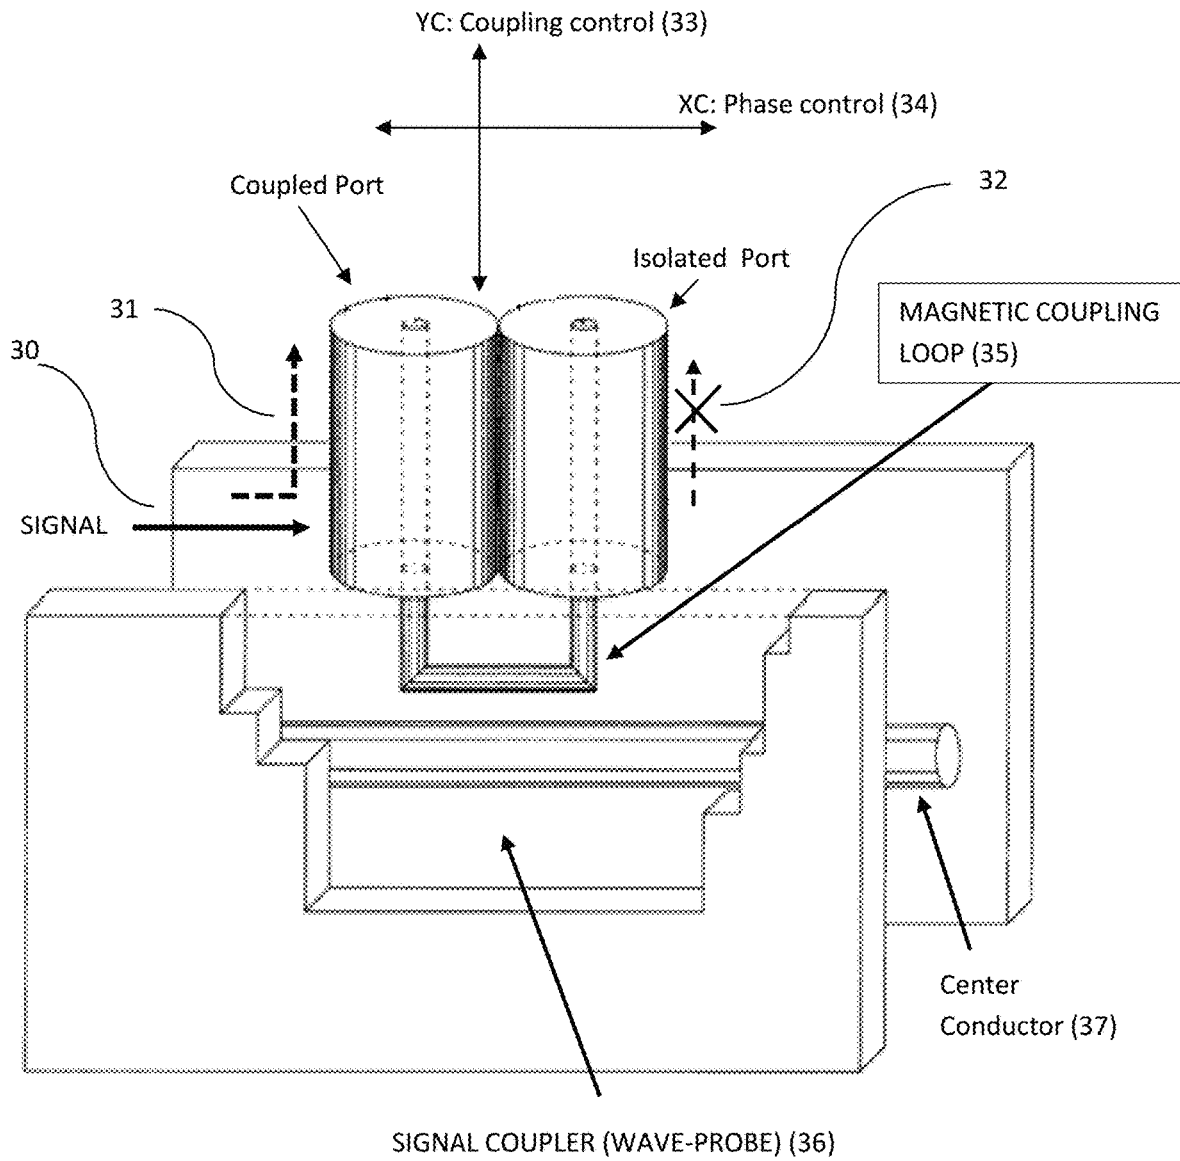 YC: Coupling control (33)
XC: Phase control (34)
Coupled Port
32
Isolated Port
31
30
MAGNETIC COUPLING
LOOP (35)
SIGNAL
Center
Conductor (37)
SIGNAL COUPLER (WAVE-PROBE) (36)